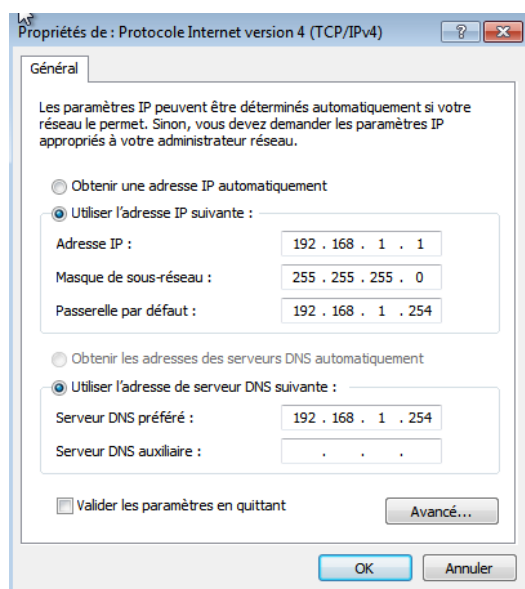 Propriétés de : Protocole Internet version 4 (TCP/IPv4)
Général
Les paramètres IP peuvent être déterminés automatiquement si votre
réseau le permet. Sinon, vous devez demander les paramètres IP
appropriés à votre administrateur réseau.
Obtenir une adresse IP automatiquement
Utiliser l'adresse IP suivante :
Adresse IP : 192 . 168 . 1 . 1
Masque de sous-réseau : 255 . 255 . 255 . 0
Passerelle par défaut : 192 . 168 . 1 . 254
Obtenir les adresses des serveurs DNS automatiquement
Utiliser l'adresse de serveur DNS suivante :
Serveur DNS préféré : 192 . 168 . 1 . 254
Serveur DNS auxiliaire : . . .
Valider les paramètres en quittant
Avancé...
OK Annuler